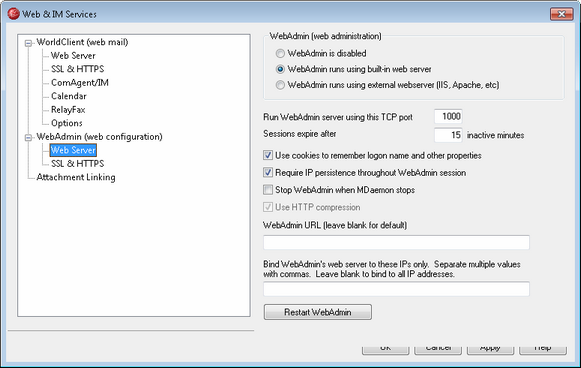 Web & IM Services
WorldClient (web mail)
Web Server
SSL & HTTPS
ComAgent/IM
Calendar
RelayFax
Options
WebAdmin (web configuration)
Web Server
SSL & HTTPS
Attachment Linking
WebAdmin (web administration)
WebAdmin is disabled
WebAdmin runs using built-in web server
WebAdmin runs using external webserver (IIS, Apache, etc)
Run WebAdmin server using this TCP port 1000
Sessions expire after 15 inactive minutes
Use cookies to remember logon name and other properties
Require IP persistence throughout WebAdmin session
Stop WebAdmin when MDaemon stops
Use HTTP compression
WebAdmin URL (leave blank for default)
Bind WebAdmin's web server to these IPs only. Separate multiple values
with commas. Leave blank to bind to all IP addresses.
Restart WebAdmin
OK Cancel Apply Help